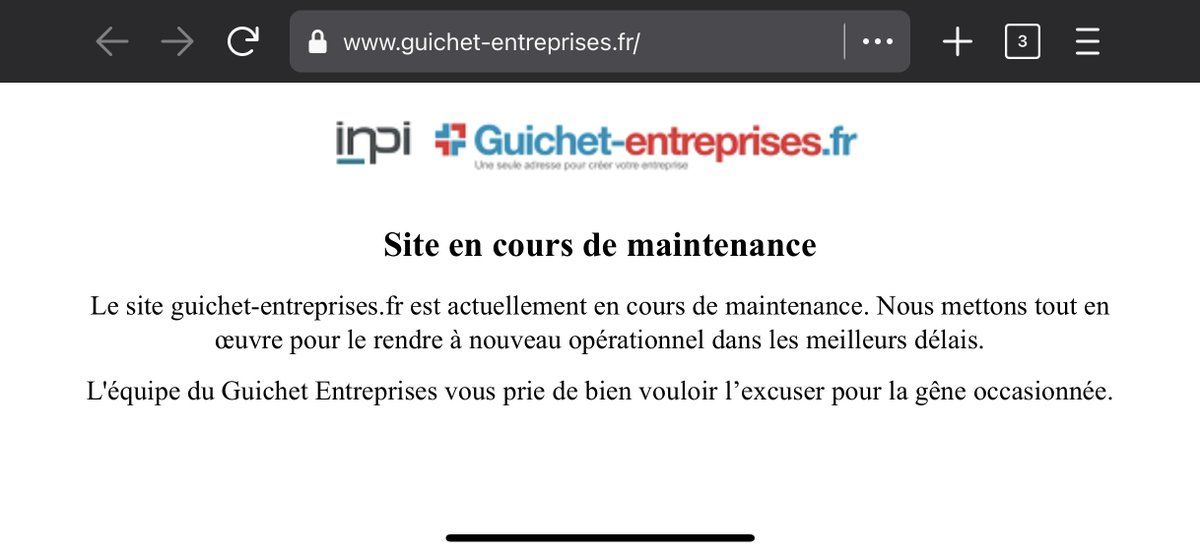 www.guichet-entreprises.fr/
3
inpi Guichet-entreprises.fr
Une seule adresse pour créer votre entreprise
Site en cours de maintenance
Le site guichet-entreprises.fr est actuellement en cours de maintenance. Nous mettons tout en
œuvre pour le rendre à nouveau opérationnel dans les meilleurs délais.
L'équipe du Guichet Entreprises vous prie de bien vouloir l’excuser pour la gêne occasionnée.